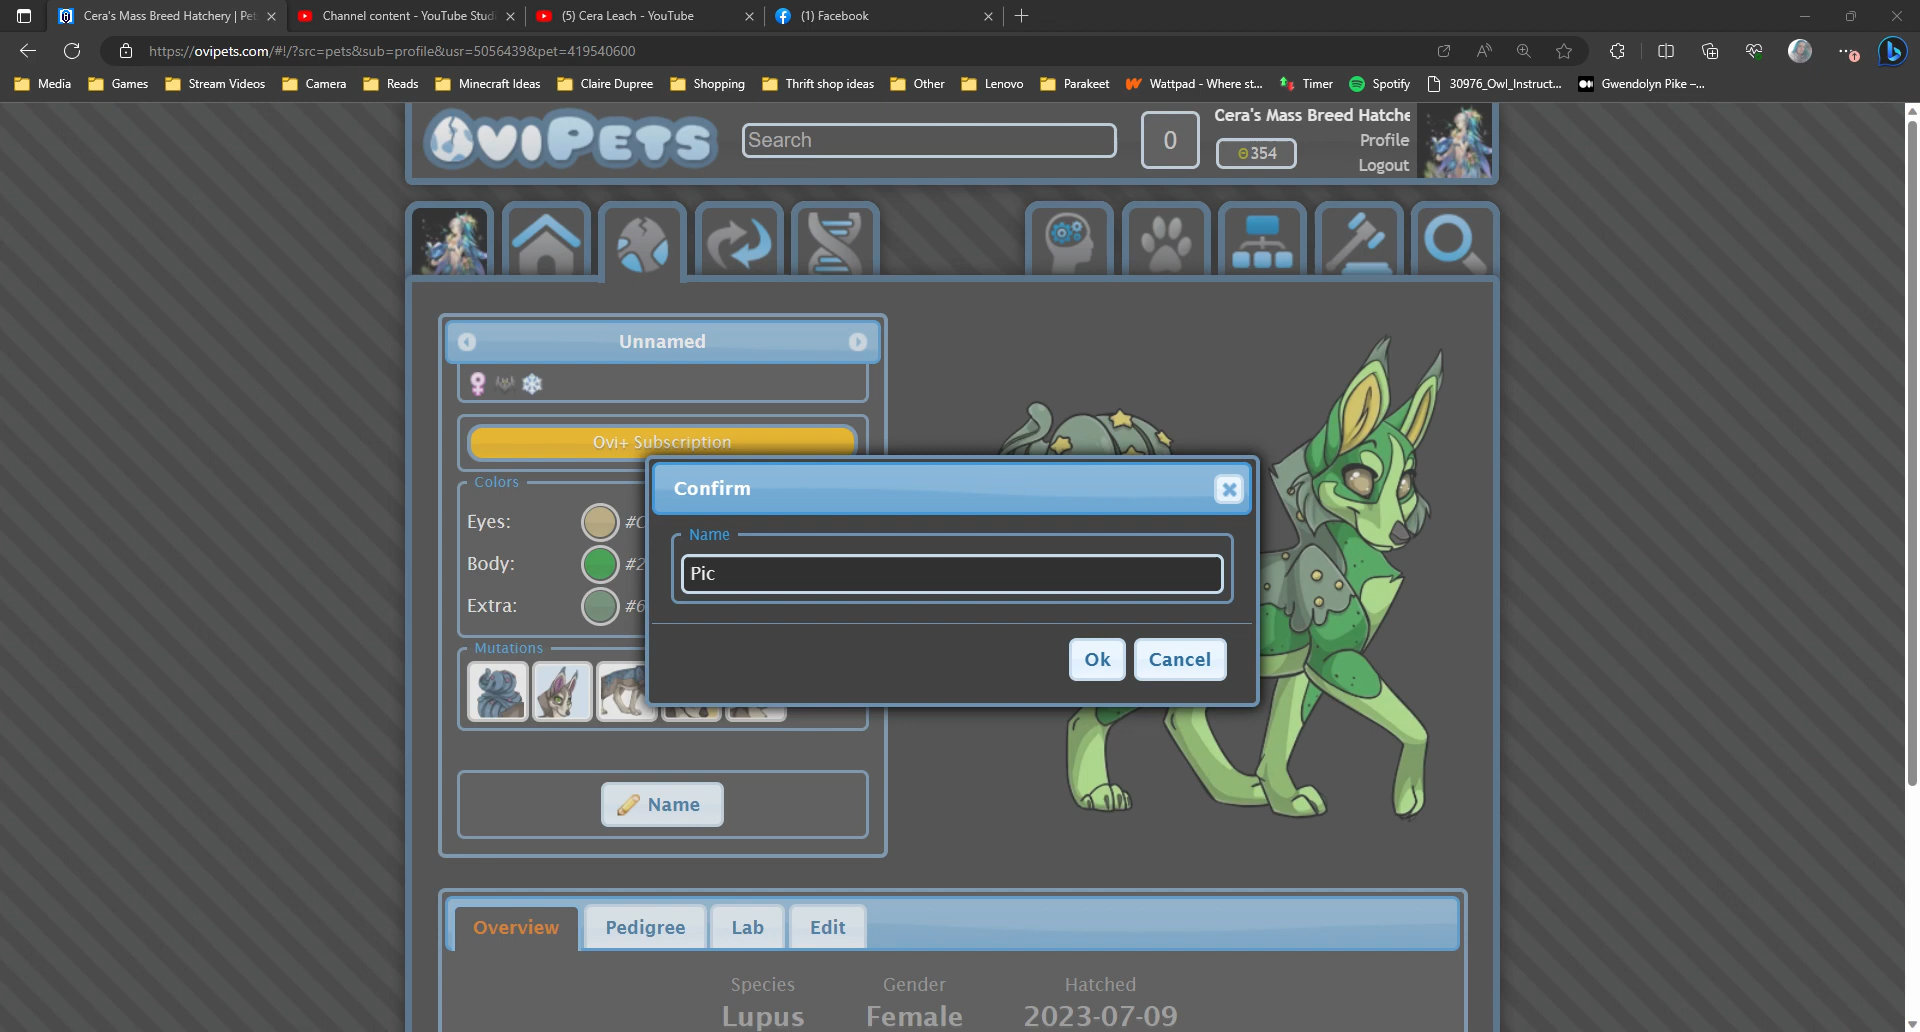 Cera's Mass Breed Hatchery | Pet
Channel content - YouTube Studi
(5) Cera Leach - YouTube
(1) Facebook
https://ovipets.com/#!/?src=pets&sub=profile&usr=5056439&pet=419540600
Media
Games
Stream Videos
Camera
Reads
Minecraft Ideas
Claire Dupree
Shopping
Thrift shop ideas
Other
Lenovo
Parakeet
Wattpad - Where st...
Timer
Spotify
30976_Owl_Instruct...
Gwendolyn Pike –...
OviPets
Search
0
Cera's Mass Breed Hatche
354
Profile
Logout
Unnamed
Ovi+ Subscription
Colors
Eyes:
Body: #2
Extra: #6
Confirm
Name
Pic
Ok
Cancel
Mutations
Name
Overview
Pedigree
Lab
Edit
Species
Gender
Hatched
Lupus
Female
2023-07-09